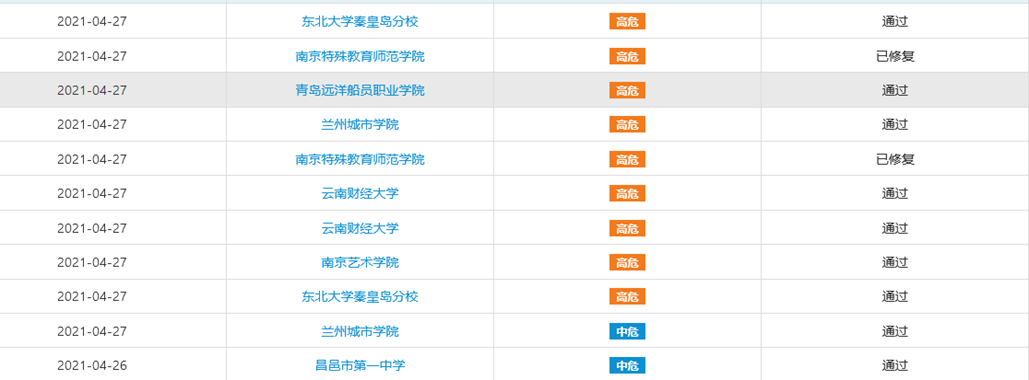 2021-04-27 东北大学秦皇岛分校 高危 通过
2021-04-27 南京特殊教育师范学院 高危 已修复
2021-04-27 青岛远洋船员职业学院 高危 通过
2021-04-27 兰州城市学院 高危 通过
2021-04-27 南京特殊教育师范学院 高危 已修复
2021-04-27 云南财经大学 高危 通过
2021-04-27 云南财经大学 高危 通过
2021-04-27 南京艺术学院 高危 通过
2021-04-27 东北大学秦皇岛分校 高危 通过
2021-04-27 兰州城市学院 中危 通过
2021-04-26 昌邑市第一中学 中危 通过